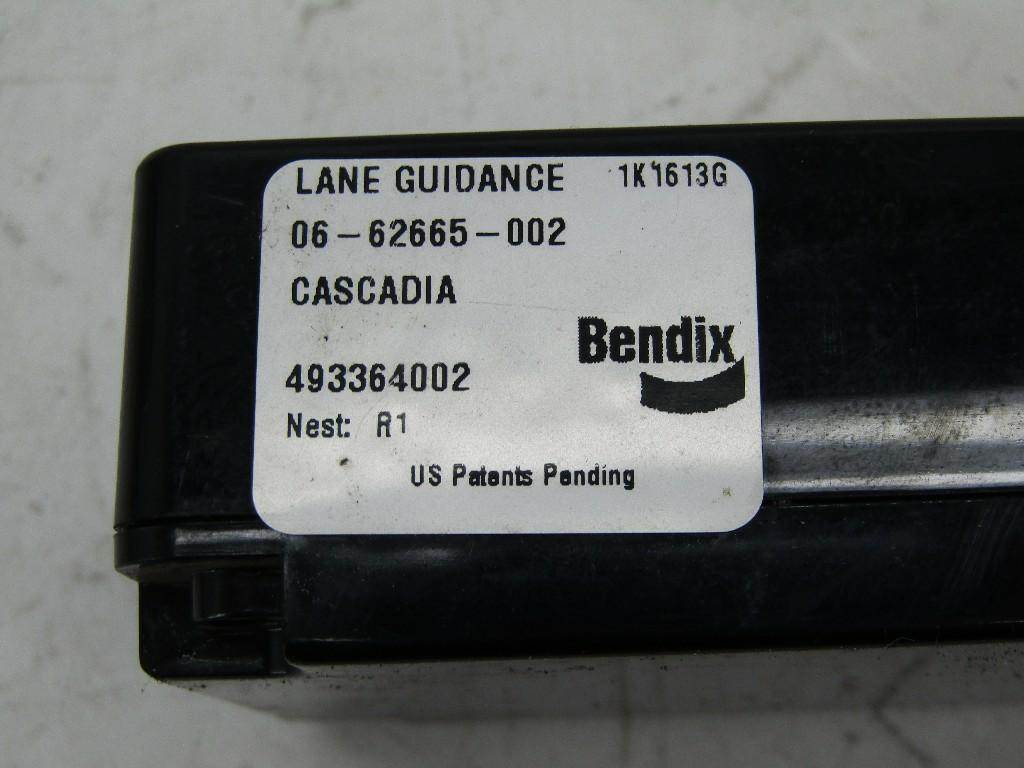 LANE GUIDANCE 1K1613G
06-62665-002
CASCADIA
Bendix
493364002
Nest: R1
US Patents Pending